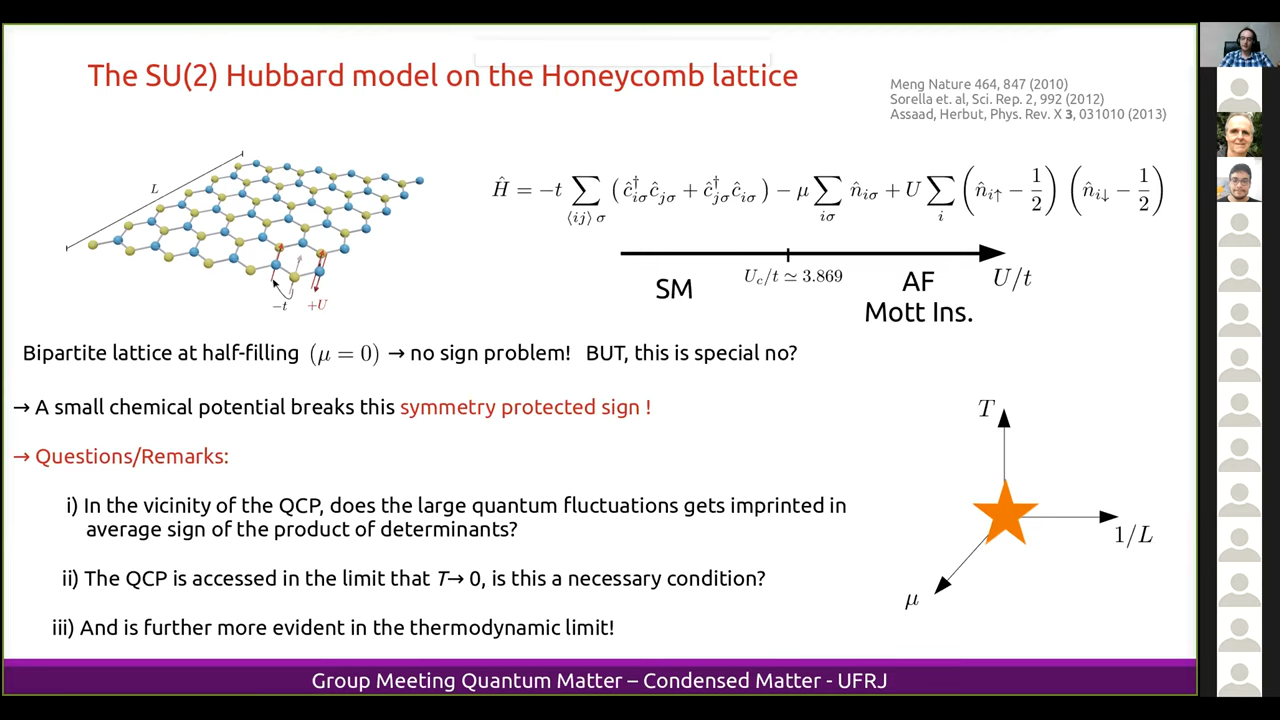 The SU(2) Hubbard model on the Honeycomb lattice
Meng Nature 464, 847 (2010)
Sorella et. al, Sci. Rep. 2, 992 (2012)
Assaad, Herbut, Phys. Rev. X 3, 031010 (2013)
L
−t
+U
Ĥ = −t ∑⟨ij⟩ σ (ĉ†iσ ĉjσ + ĉ†jσ ĉiσ) − μ ∑iσ n̂iσ + U ∑i (n̂i↑ − 1/2) (n̂i↓ − 1/2)
SM
Uc/t ≃ 3.869
AF
Mott Ins.
U/t
Bipartite lattice at half-filling (μ = 0) → no sign problem! BUT, this is special no?
→ A small chemical potential breaks this symmetry protected sign !
→ Questions/Remarks:
i) In the vicinity of the QCP, does the large quantum fluctuations gets imprinted in
average sign of the product of determinants?
ii) The QCP is accessed in the limit that T→ 0, is this a necessary condition?
iii) And is further more evident in the thermodynamic limit!
T
1/L
μ
Group Meeting Quantum Matter – Condensed Matter - UFRJ